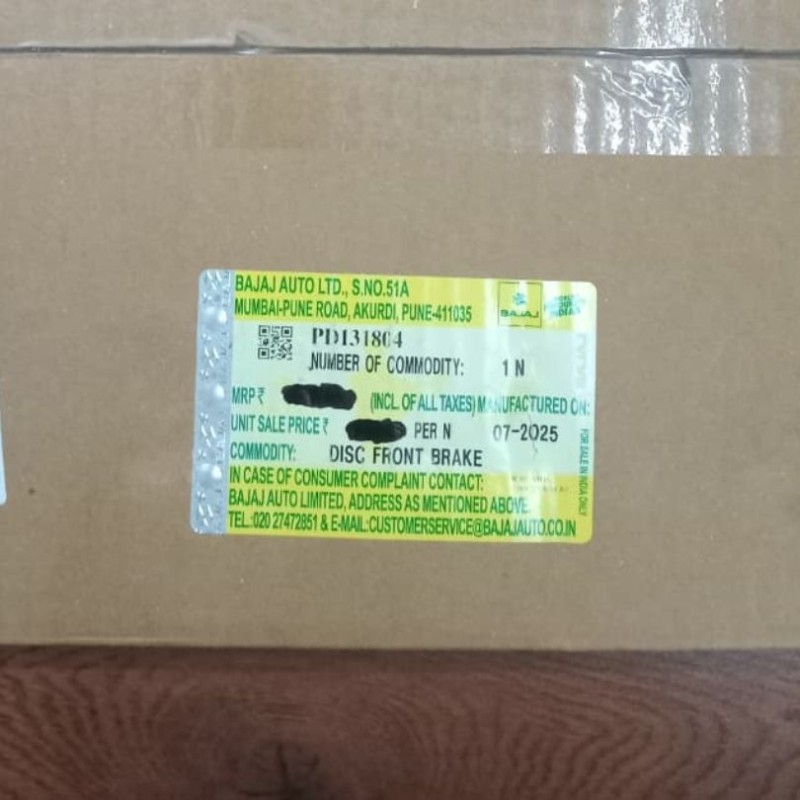 BAJAJ AUTO LTD., S.NO.51A
MUMBAI-PUNE ROAD, AKURDI, PUNE-411035
BAJAJ
INDIAN
PD131804
NUMBER OF COMMODITY: 1 N
MRP ₹ (INCL. OF ALL TAXES) MANUFACTURED ON:
UNIT SALE PRICE ₹ PER N 07-2025
COMMODITY: DISC FRONT BRAKE
FOR SALE IN INDIA ONLY
IN CASE OF CONSUMER COMPLAINT CONTACT:
BAJAJ AUTO LIMITED, ADDRESS AS MENTIONED ABOVE.
TEL.:020 27472851 & E-MAIL:CUSTOMERSERVICE@BAJAJAUTO.CO.IN